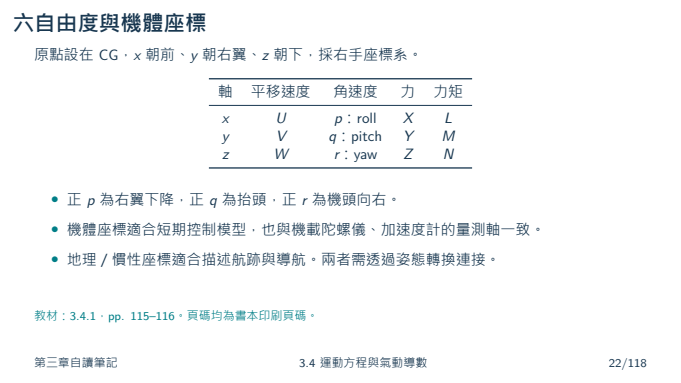 六自由度與機體座標
原點設在 CG，x 朝前、y 朝右翼、z 朝下，採右手座標系。
軸 平移速度 角速度 力 力矩
x U p：roll X L
y V q：pitch Y M
z W r：yaw Z N
• 正 p 為右翼下降，正 q 為抬頭，正 r 為機頭向右。
• 機體座標適合短期控制模型，也與機載陀螺儀、加速度計的量測軸一致。
• 地理 / 慣性座標適合描述航跡與導航。兩者需透過姿態轉換連接。
教材：3.4.1，pp. 115–116。頁碼均為書本印刷頁碼。
第三章自讀筆記 3.4 運動方程與氣動導數 22/118